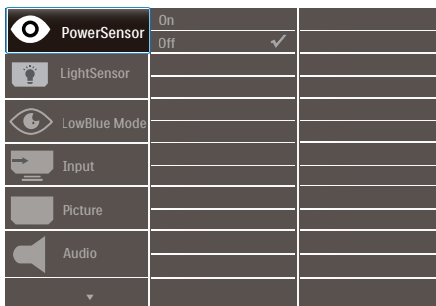 PowerSensor
On
Off
LightSensor
LowBlue Mode
Input
Picture
Audio